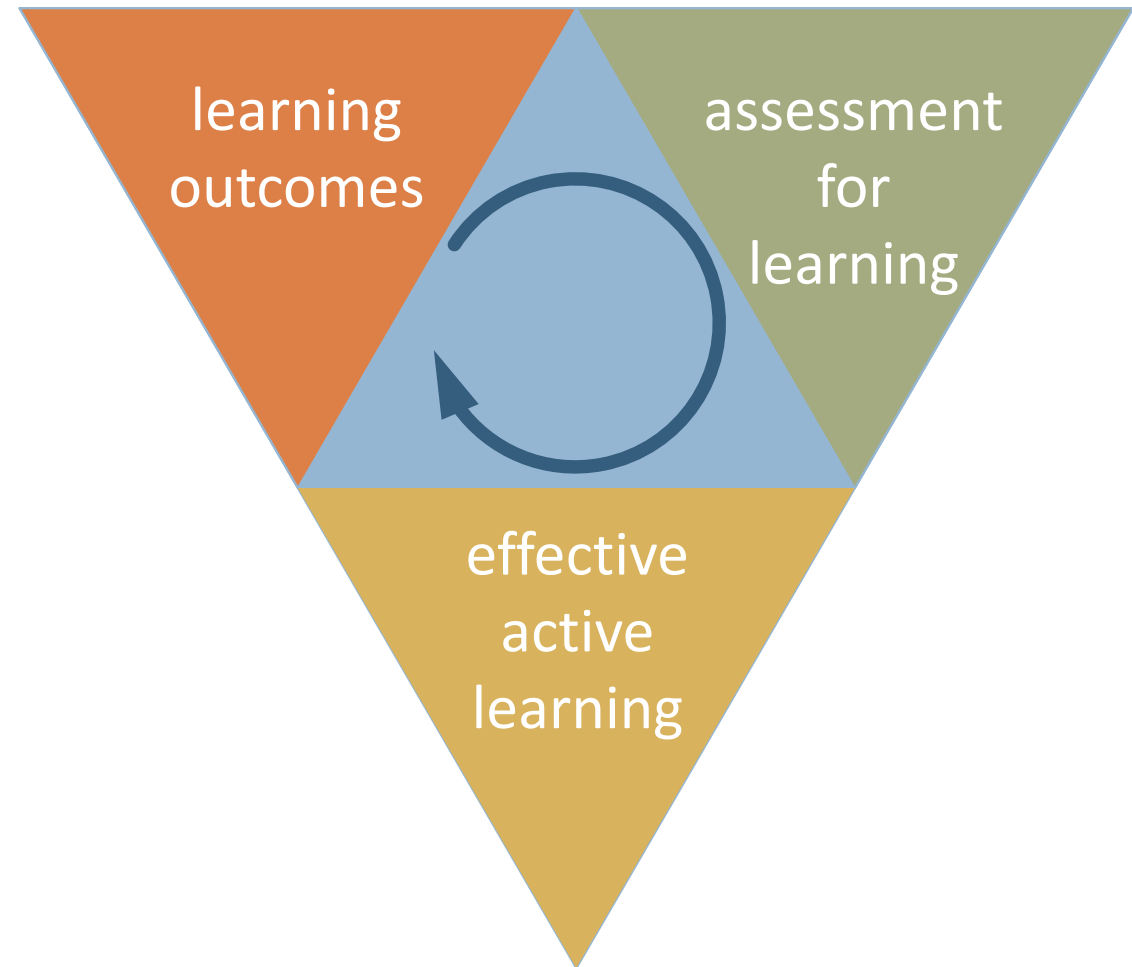 learning
outcomes
assessment
for
learning
effective
active
learning